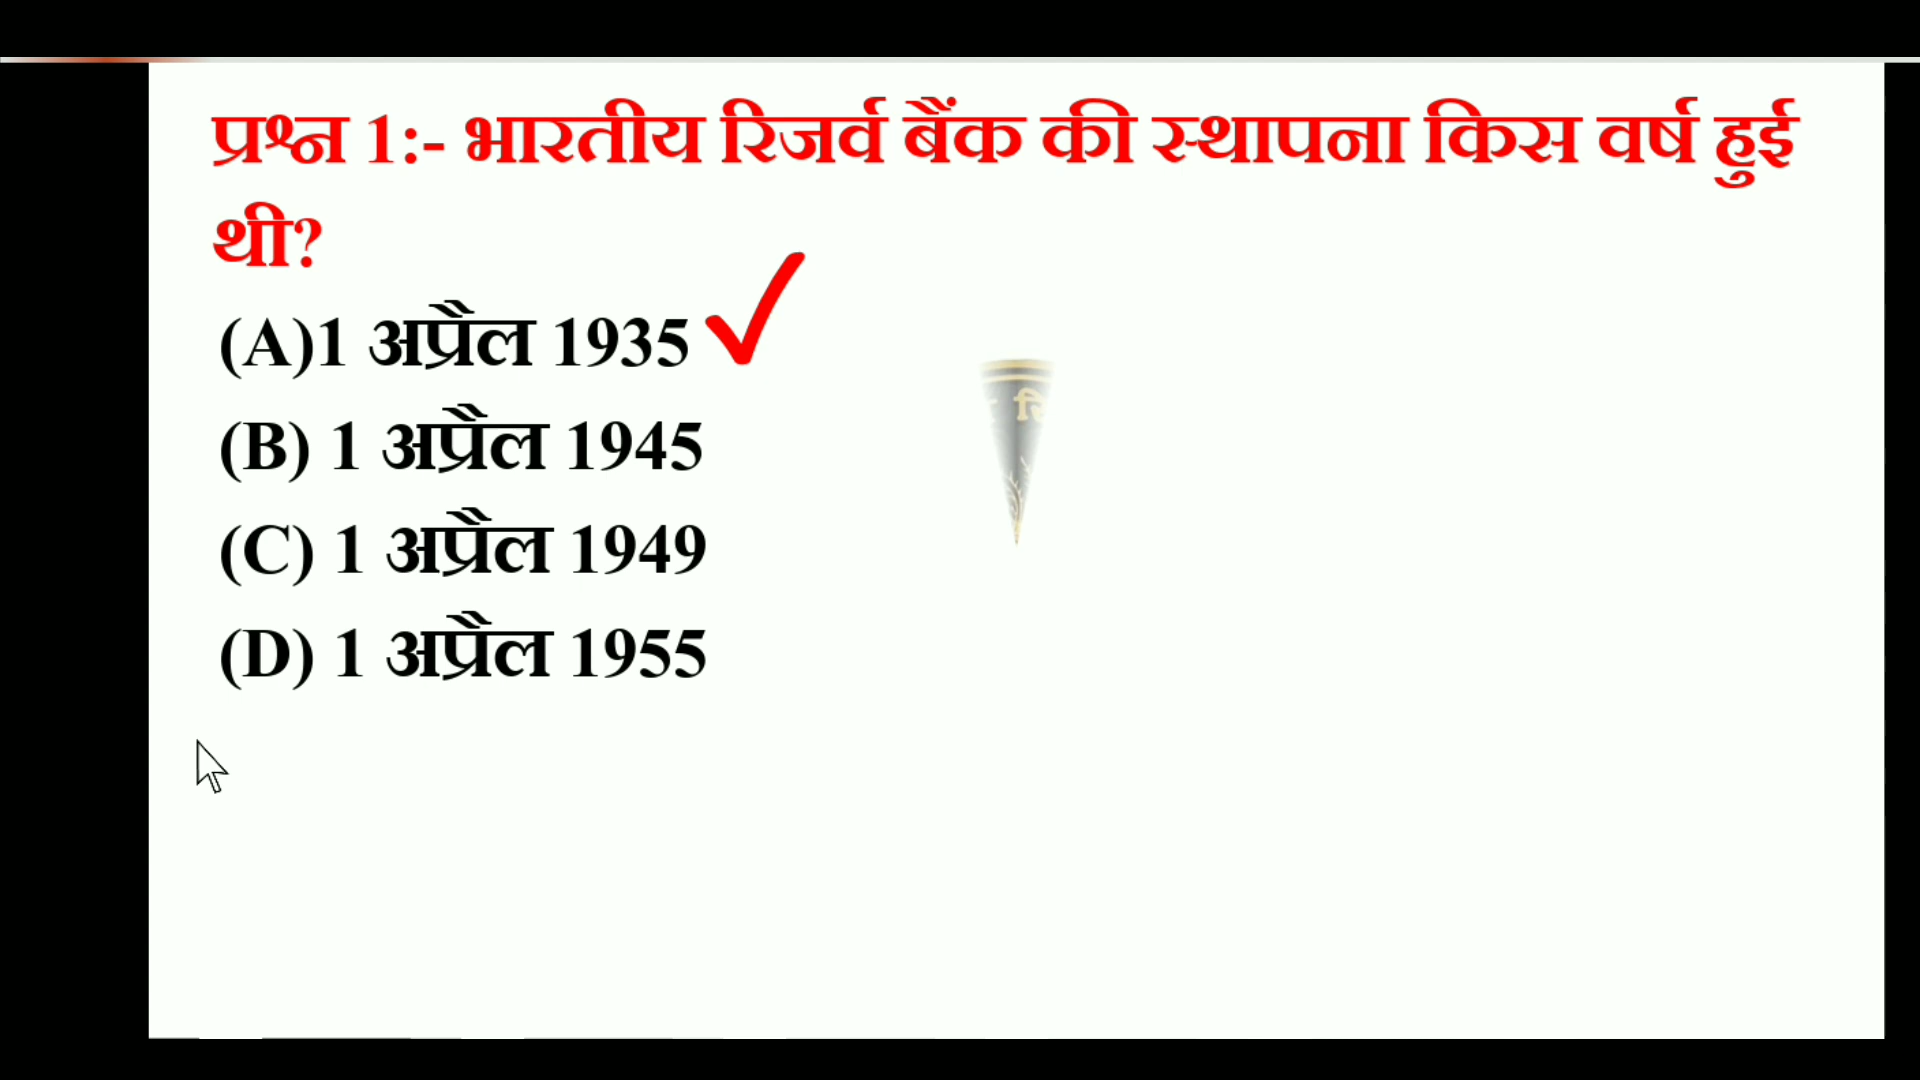 प्रश्न 1:- भारतीय रिजर्व बैंक की स्थापना किस वर्ष हुई
थी?
(A)1 अप्रैल 1935
(B) 1 अप्रैल 1945
(C) 1 अप्रैल 1949
(D) 1 अप्रैल 1955